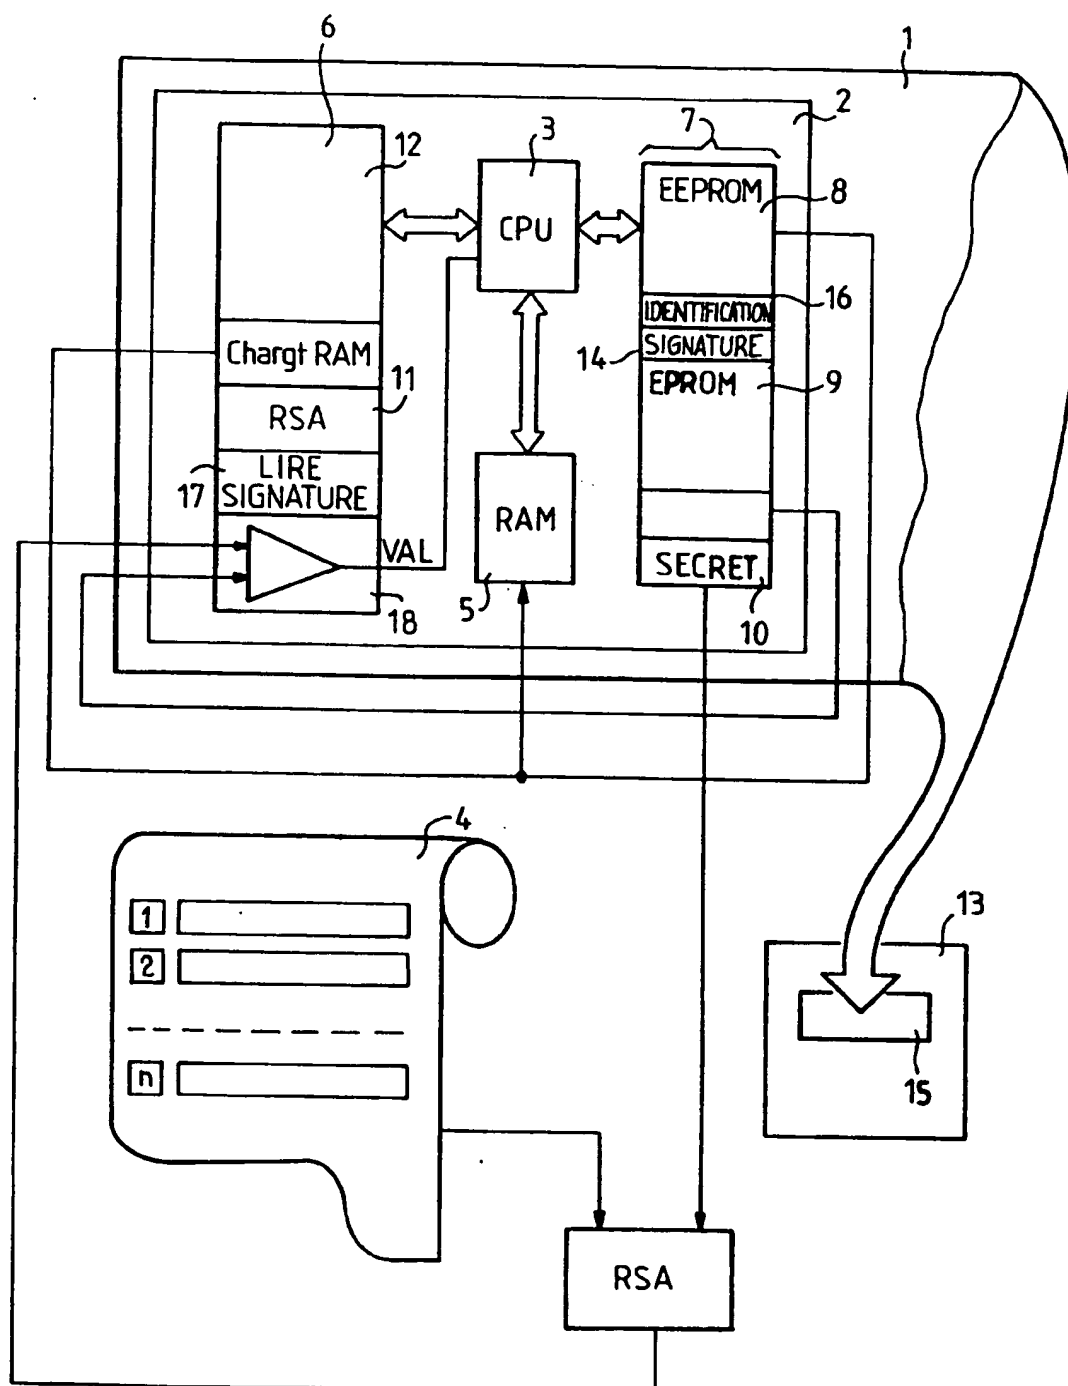 6
1
2
7
3
12
EEPROM
8
CPU
16
IDENTIFICATION
14
SIGNATURE
Chargt RAM
EPROM
9
11
RSA
LIRE
17
SIGNATURE
RAM
VAL
SECRET
5
18
10
4
1
13
2
n
15
RSA